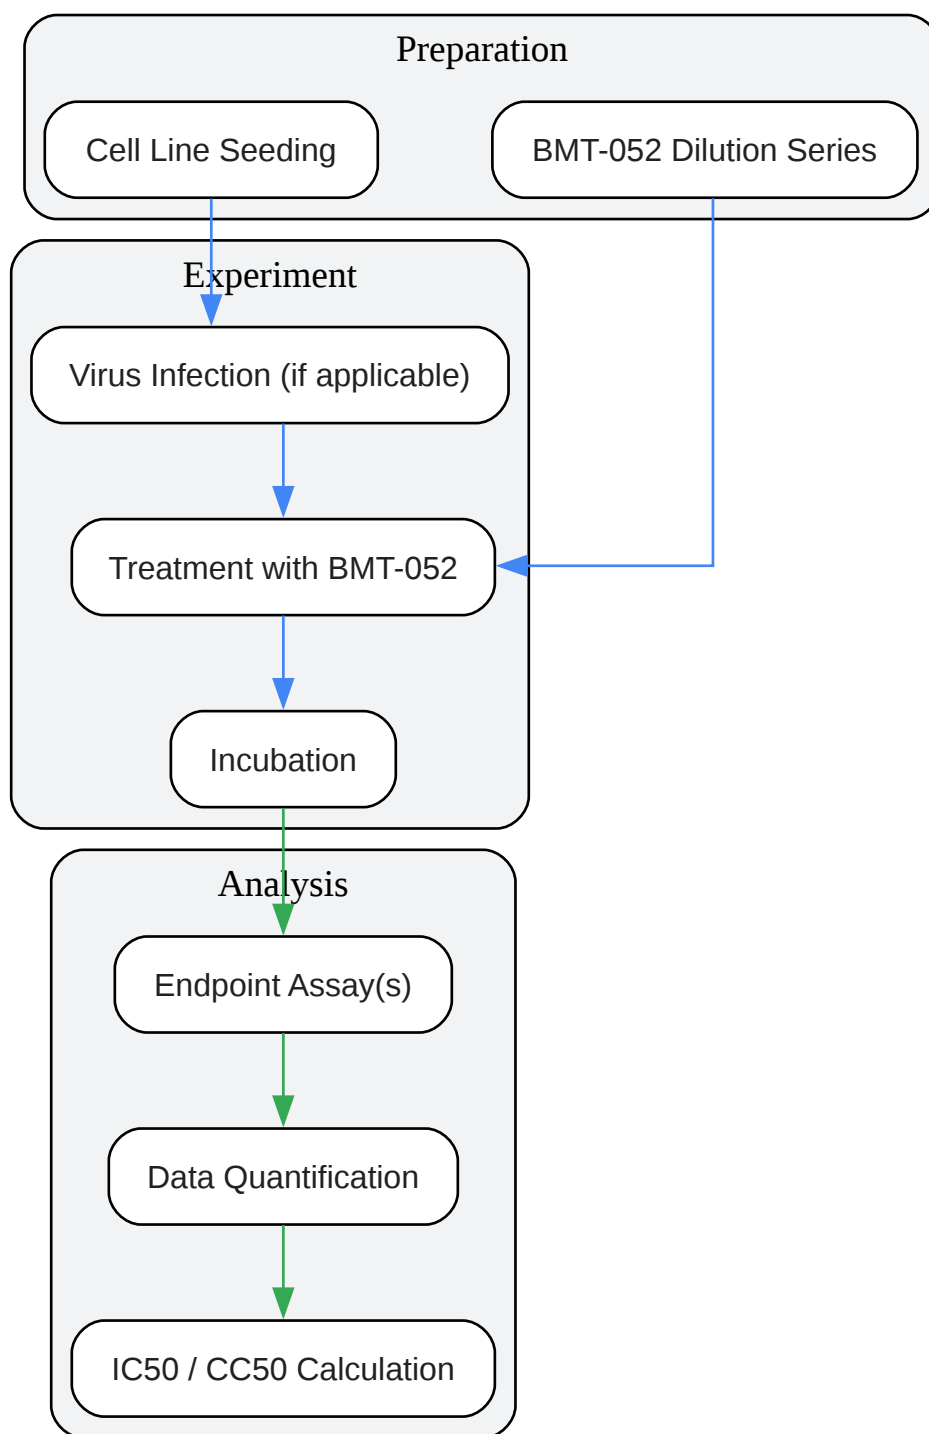 Preparation
Cell Line Seeding
BMT-052 Dilution Series
Experiment
Virus Infection (if applicable)
Treatment with BMT-052
Incubation
Analysis
Endpoint Assay(s)
Data Quantification
IC50 / CC50 Calculation